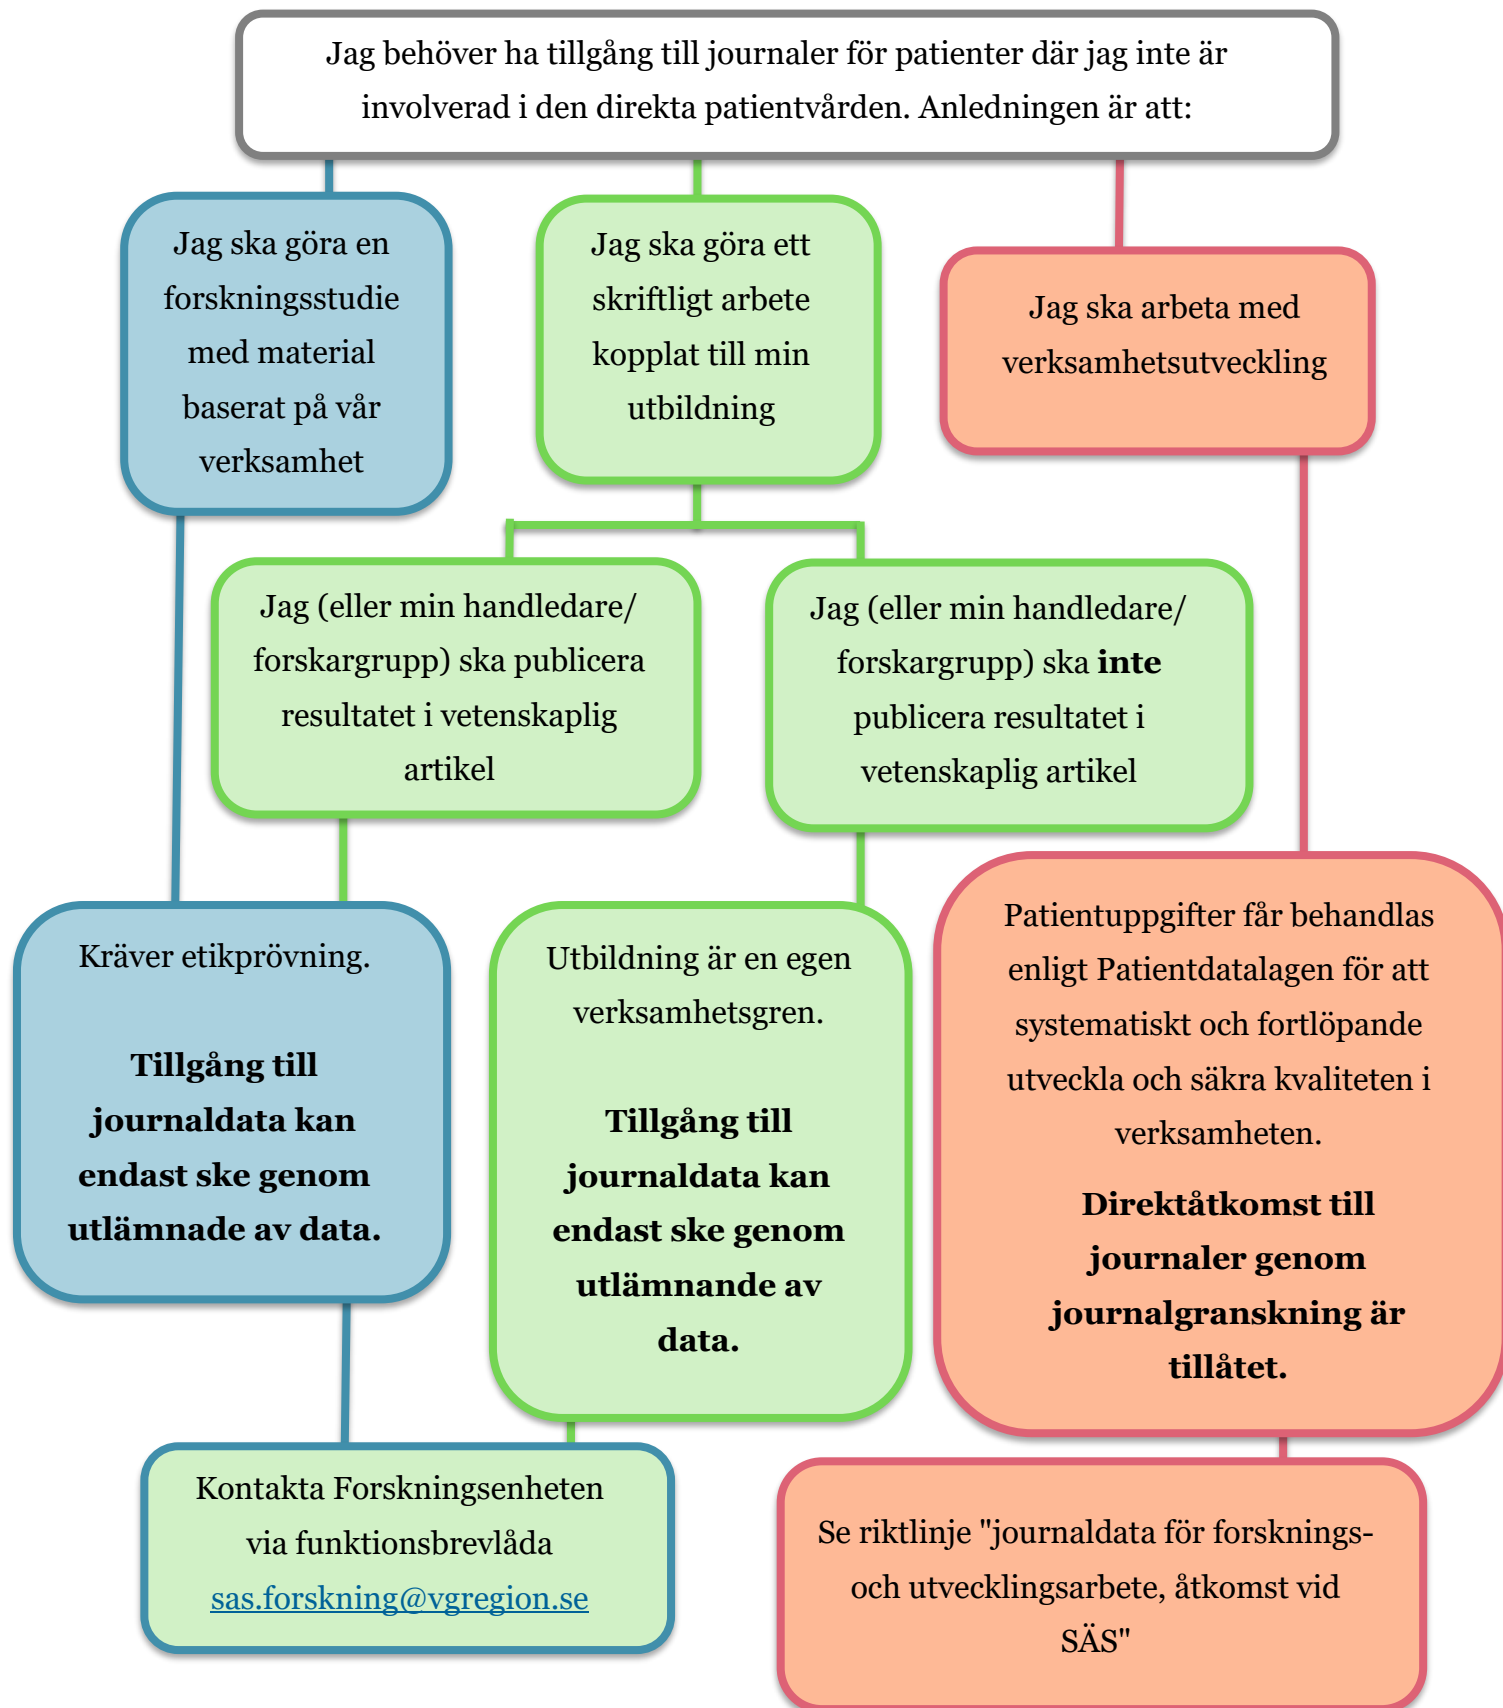 Jag behöver ha tillgång till journaler för patienter där jag inte är
involverad i den direkta patientvården. Anledningen är att:
Jag ska göra en
forskningsstudie
med material
baserat på vår
verksamhet
Jag ska göra ett
skriftligt arbete
kopplat till min
utbildning
Jag ska arbeta med
verksamhetsutveckling
Jag (eller min handledare/
forskargrupp) ska publicera
resultatet i vetenskaplig
artikel
Jag (eller min handledare/
forskargrupp) ska inte
publicera resultatet i
vetenskaplig artikel
Kräver etikprövning.
Tillgång till
journaldata kan
endast ske genom
utlämnade av data.
Utbildning är en egen
verksamhetsgren.
Tillgång till
journaldata kan
endast ske genom
utlämnande av
data.
Patientuppgifter får behandlas
enligt Patientdatalagen för att
systematiskt och fortlöpande
utveckla och säkra kvaliteten i
verksamheten.
Direktåtkomst till
journaler genom
journalgranskning är
tillåtet.
Kontakta Forskningsenheten
via funktionsbrevlåda
sas.forskning@vgregion.se
Se riktlinje "journaldata för forsknings-
och utvecklingsarbete, åtkomst vid
SÄS"